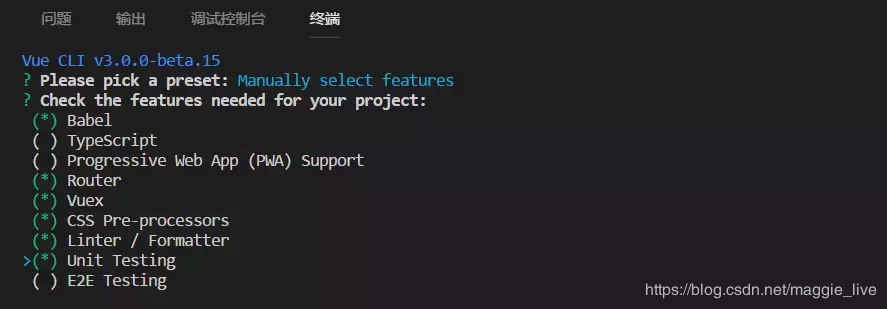 问题 输出 调试控制台 终端
Vue CLI v3.0.0-beta.15
? Please pick a preset: Manually select features
? Check the features needed for your project:
(*) Babel
( ) TypeScript
( ) Progressive Web App (PWA) Support
(*) Router
(*) Vuex
(*) CSS Pre-processors
(*) Linter / Formatter
>(*) Unit Testing
( ) E2E Testing
https://blog.csdn.net/maggie_live